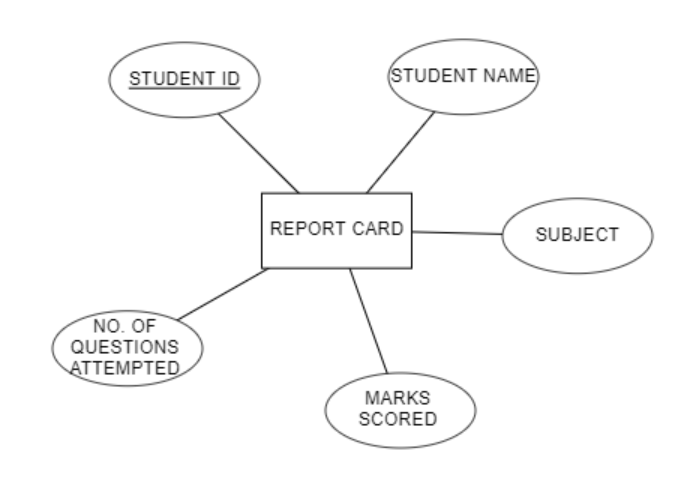 STUDENT ID
STUDENT NAME
REPORT CARD
SUBJECT
NO. OF
QUESTIONS
ATTEMPTED
MARKS
SCORED